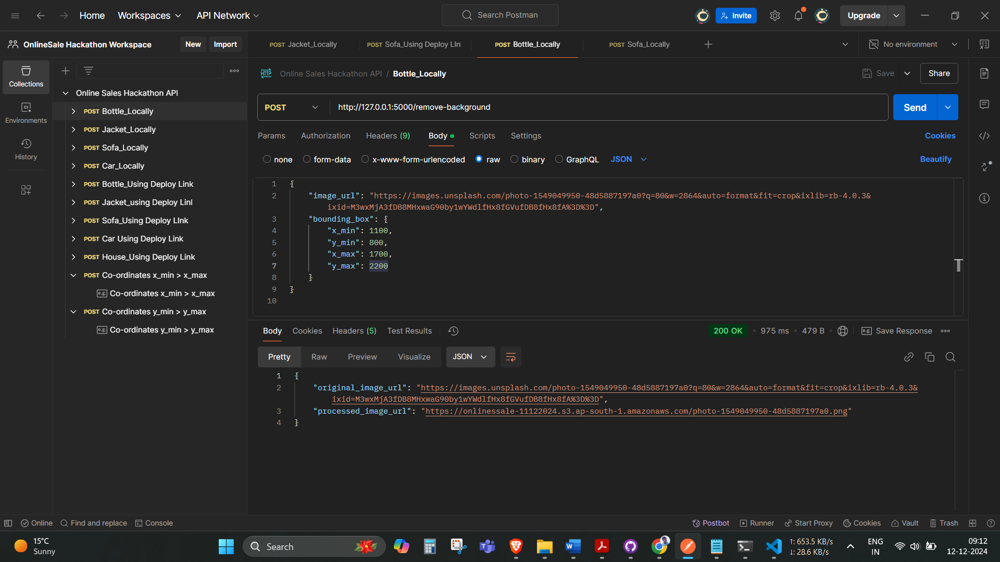 Home
Workspaces
API Network
Search Postman
Invite
Upgrade
OnlineSale Hackathon Workspace
New
Import
POST Jacket_Locally
POST Sofa_Using Deploy LIn
POST Bottle_Locally
POST Sofa_Locally
No environment
Collections
Environments
History
Online Sales Hackathon API
POST Bottle_Locally
POST Jacket_Locally
POST Sofa_Locally
POST Car_Locally
POST Bottle_Using Deploy LInk
POST Jacket_using Deploy Linl
POST Sofa_Using Deploy LInk
POST Car Using Deploy Link
POST House_Using Deploy Link
POST Co-ordinates x_min > x_max
e.g. Co-ordinates x_min > x_max
POST Co-ordinates y_min > y_max
e.g. Co-ordinates y_min > y_max
HTTP Online Sales Hackathon API / Bottle_Locally
Save
Share
POST
http://127.0.0.1:5000/remove-background
Send
Params
Authorization
Headers (9)
Body
Scripts
Settings
Cookies
none
form-data
x-www-form-urlencoded
raw
binary
GraphQL
JSON
Beautify
1 {
2 "image_url": "https://images.unsplash.com/photo-1549049950-48d5887197a0?q=80&w=2864&auto=format&fit=crop&ixlib=rb-4.0.3&
ixid=M3wxMjA3fDB8MHxwaG90by1wYWdlfHx8fGVufDB8fHx8fA%3D%3D",
3 "bounding_box": {
4 "x_min": 1100,
5 "y_min": 800,
6 "x_max": 1700,
7 "y_max": 2200
8 }
9 }
10
Body
Cookies
Headers (5)
Test Results
200 OK
975 ms
479 B
e.g. Save Response
Pretty
Raw
Preview
Visualize
JSON
1 {
2 "original_image_url": "https://images.unsplash.com/photo-1549049950-48d5887197a0?q=80&w=2864&auto=format&fit=crop&ixlib=rb-4.0.3&
ixid=M3wxMjA3fDB8MHxwaG90by1wYWdlfHx8fGVufDB8fHx8fA%3D%3D",
3 "processed_image_url": "https://onlinessale-11122024.s3.ap-south-1.amazonaws.com/photo-1549049950-48d5887197a0.png"
4 }
Online
Find and replace
Console
Postbot
Runner
Start Proxy
Cookies
Vault
Trash
15°C
Sunny
Search
↑: 653.5 KB/s
↓: 28.6 KB/s
ENG
IN
09:12
12-12-2024